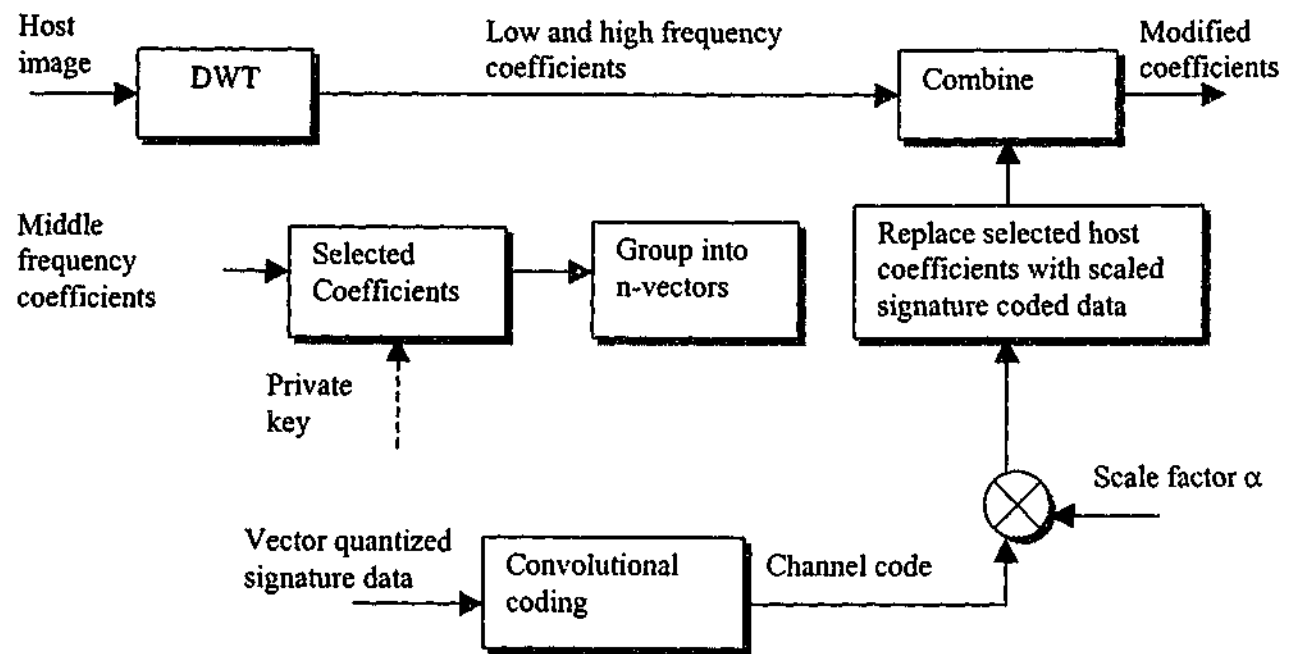 Host
image
DWT
Low and high frequency
coefficients
Combine
Modified
coefficients
Middle
frequency
coefficients
Selected
Coefficients
Group into
n-vectors
Replace selected host
coefficients with scaled
signature coded data
Private
key
Scale factor α
Vector quantized
signature data
Convolutional
coding
Channel code